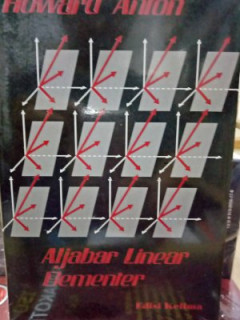 Howard Anton
Aljabar Linear
Elementer
Edisi Kelima